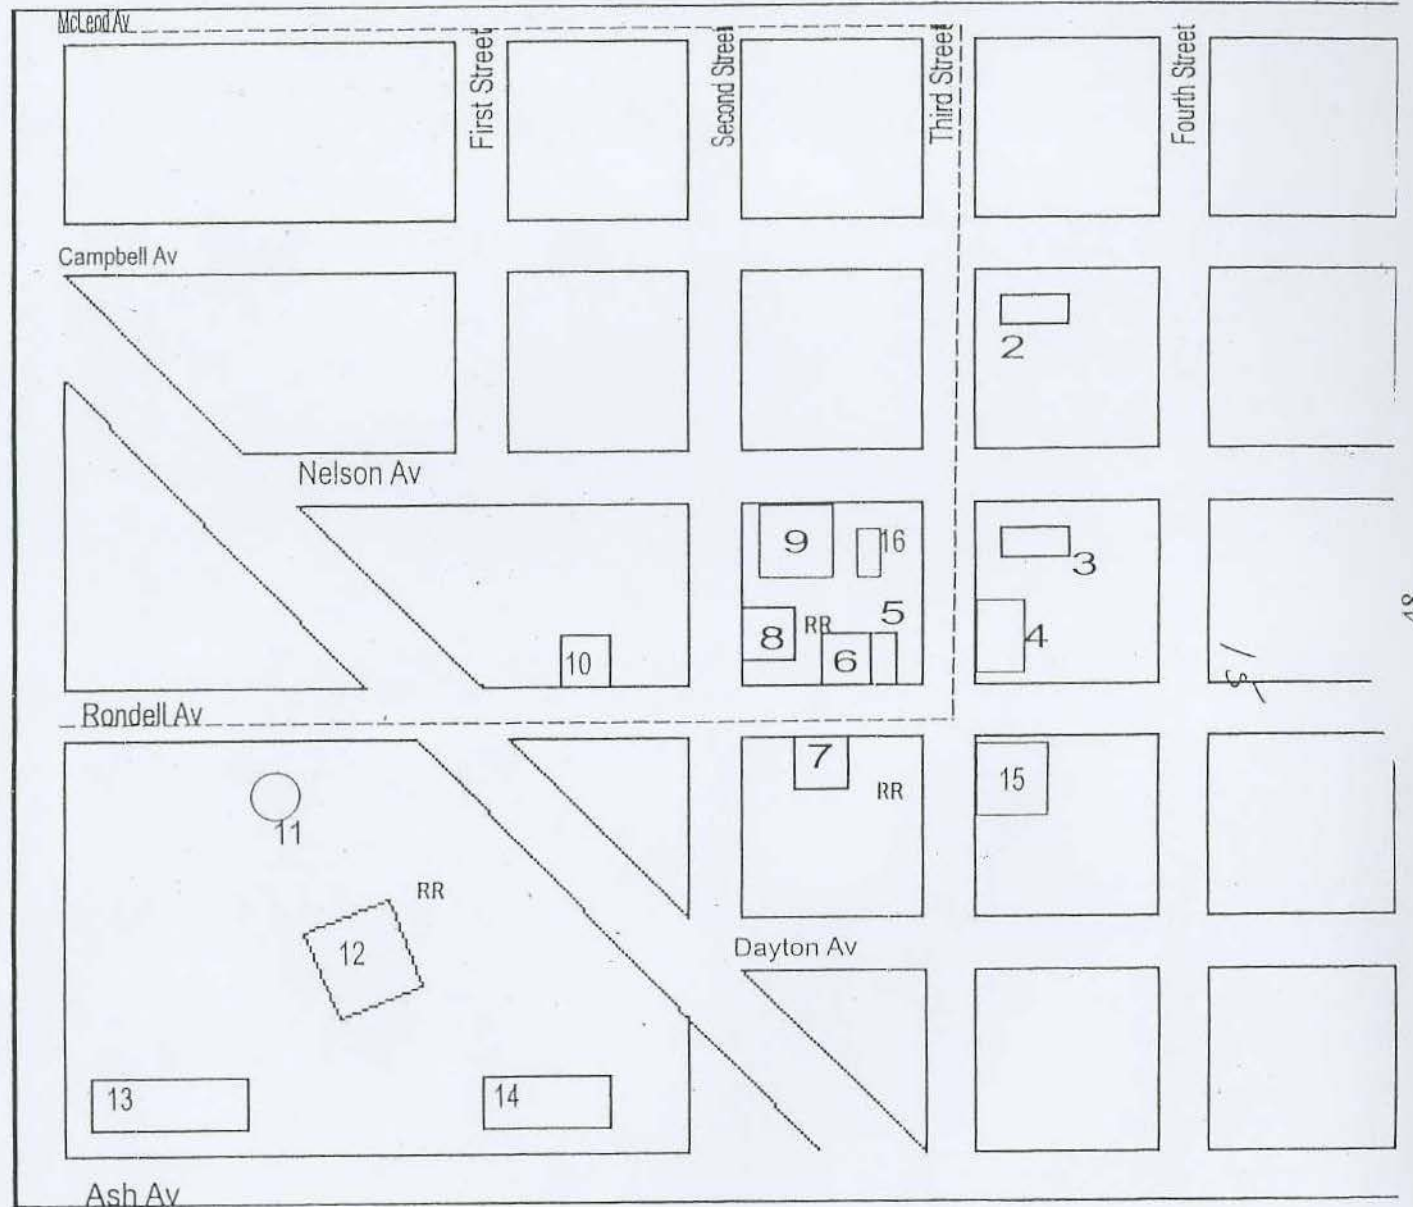 McLeod Av
First Street
Second Street
Third Street
Fourth Street
Campbell Av
2
Nelson Av
9
16
3
5
8
RR
6
4
10
Rondell Av
7
RR
15
11
RR
12
Dayton Av
13
14
Ash Av